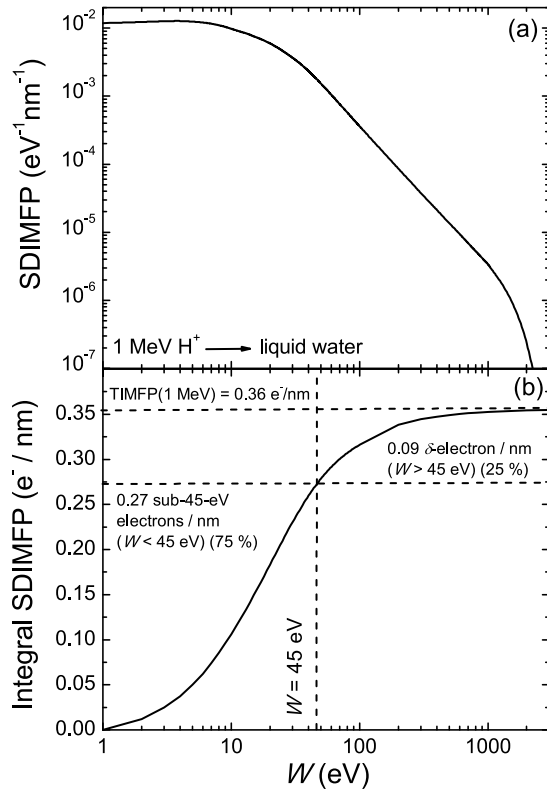 (a)
10⁻²
10⁻³
10⁻⁴
10⁻⁵
10⁻⁶
10⁻⁷
SDIMFP (eV⁻¹nm⁻¹)
1 MeV H⁺ → liquid water
(b)
TIMFP(1 MeV) = 0.36 e⁻/nm
0.09 δ-electron / nm
(W > 45 eV) (25 %)
0.27 sub-45-eV
electrons / nm
(W < 45 eV) (75 %)
W = 45 eV
0.35
0.30
0.25
0.20
0.15
0.10
0.05
0.00
Integral SDIMFP (e⁻ / nm)
1 10 100 1000
W (eV)